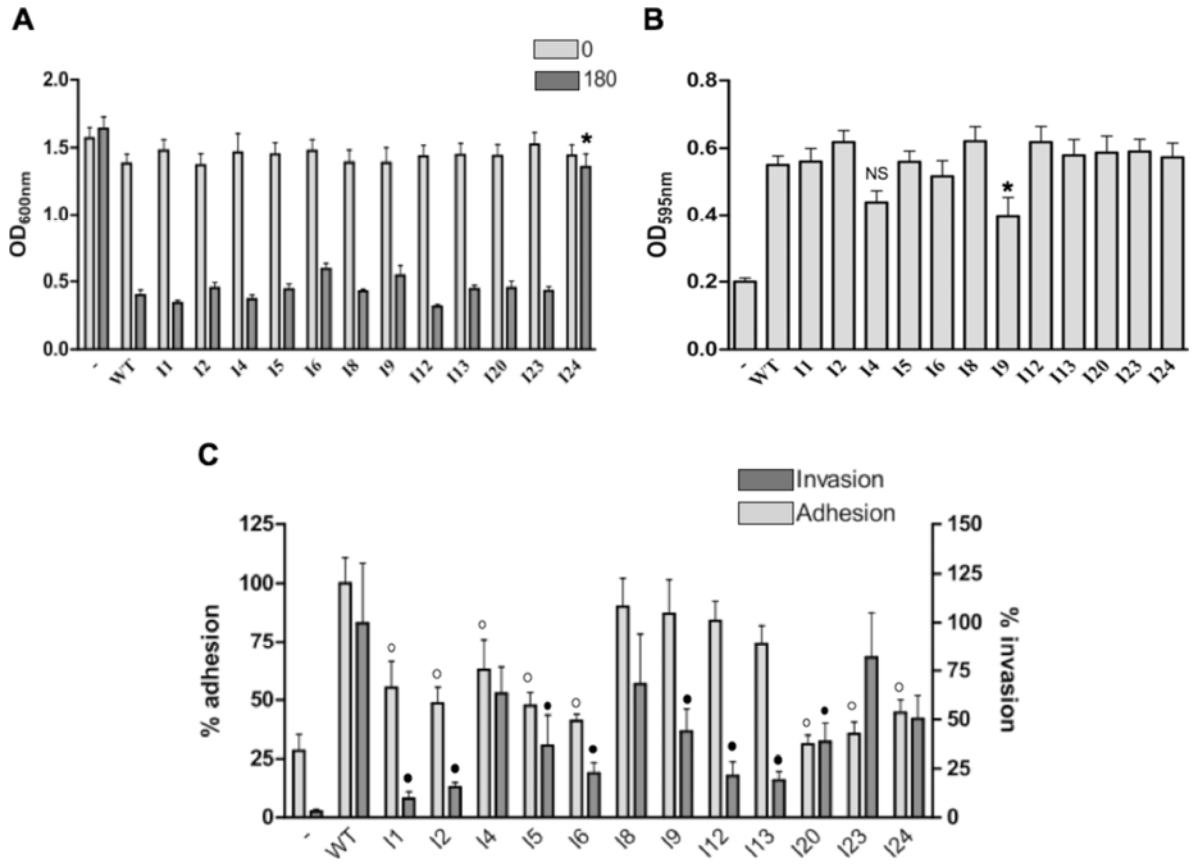 A
0
180
2.0
1.5
1.0
0.5
0.0
OD600nm
*
- WT I1 I2 I4 I5 I6 I8 I9 I12 I13 I20 I23 I24
B
0.8
0.6
0.4
0.2
0.0
OD595nm
NS
*
- WT I1 I2 I4 I5 I6 I8 I9 I12 I13 I20 I23 I24
C
Invasion
Adhesion
125
100
75
50
25
0
% adhesion
150
125
100
75
50
25
0
% invasion
- WT I1 I2 I4 I5 I6 I8 I9 I12 I13 I20 I23 I24